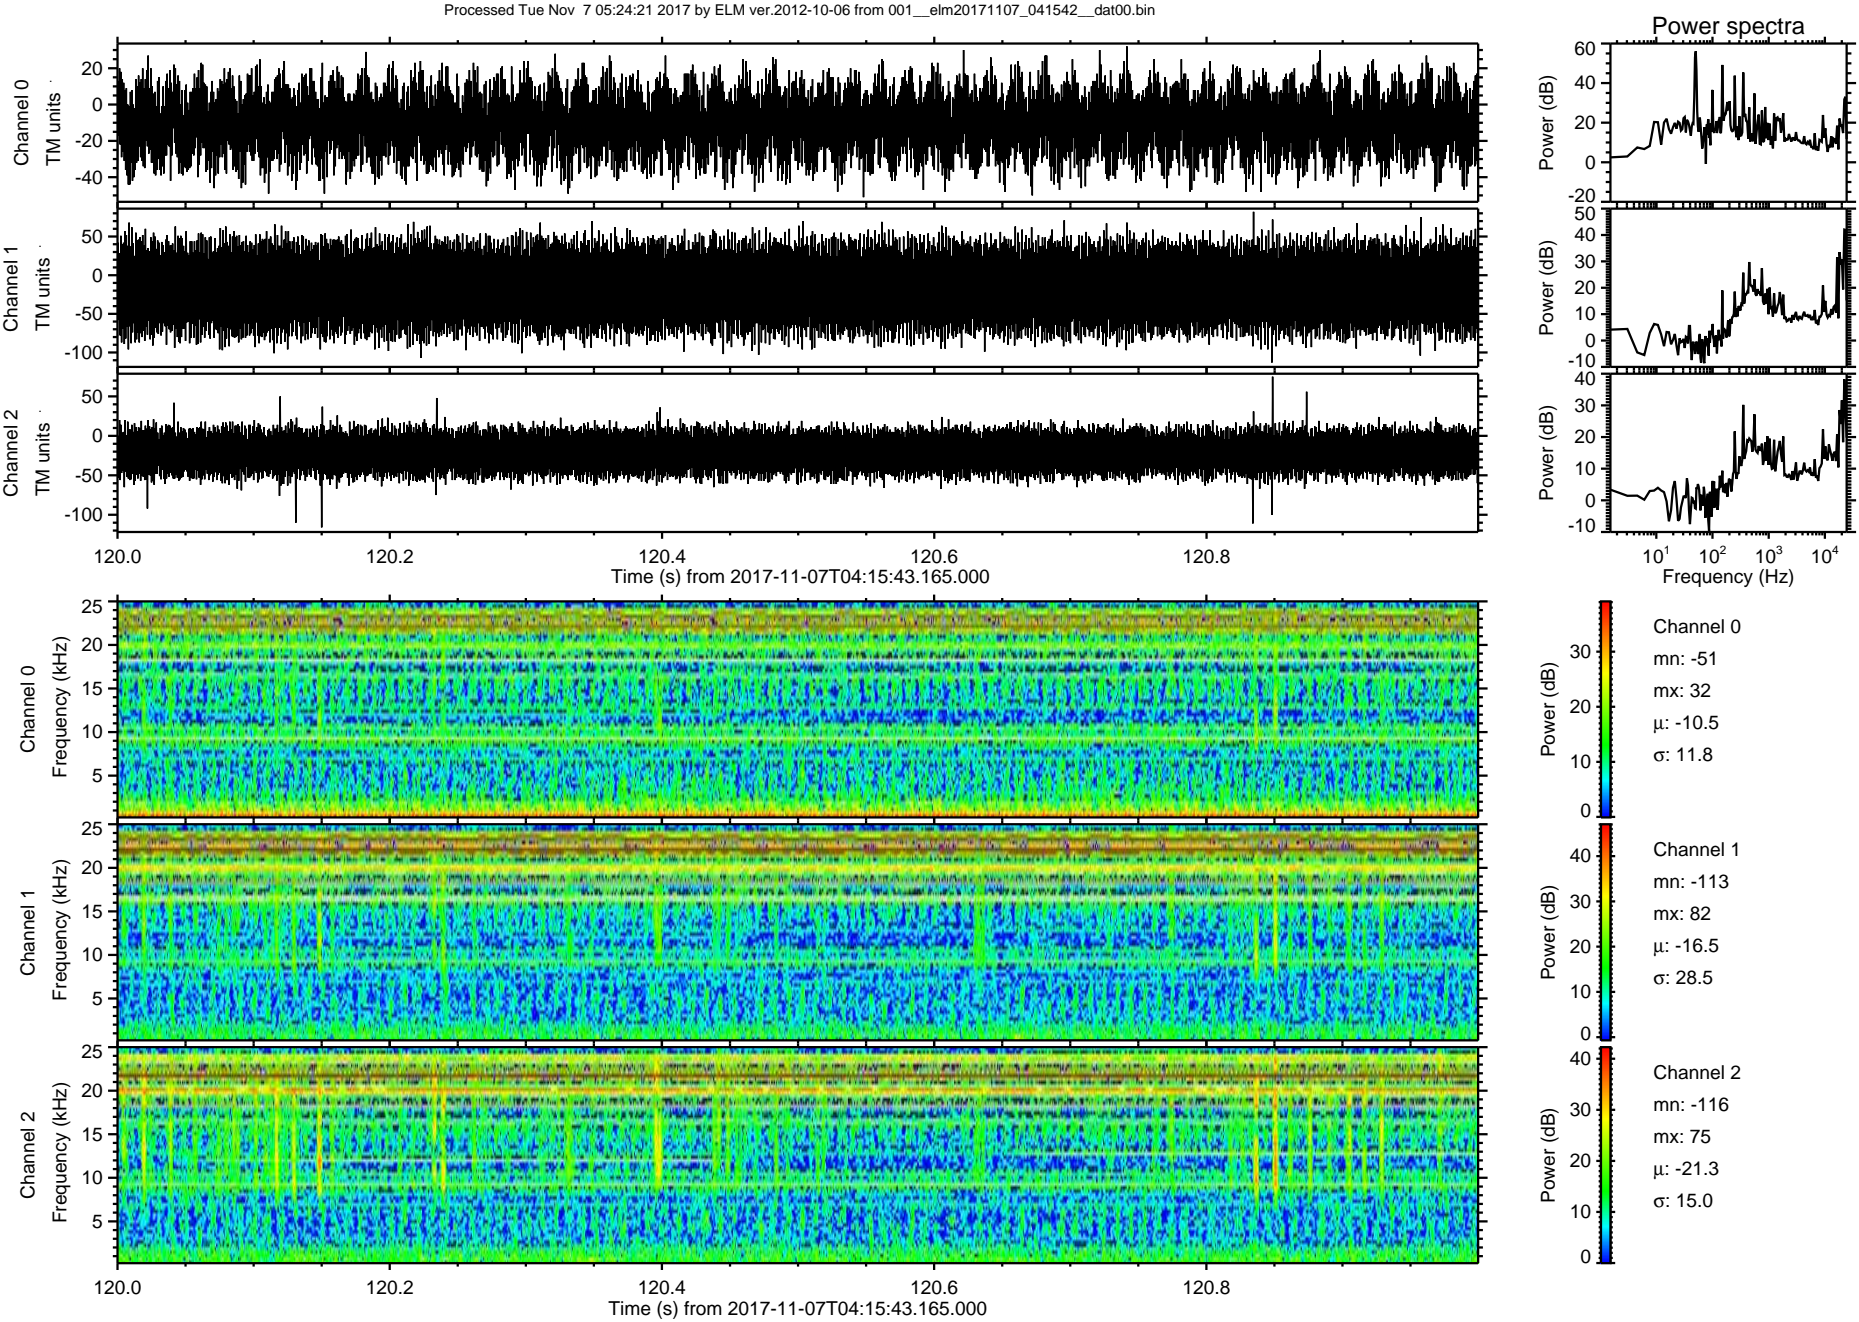 Processed Tue Nov  7 05:24:21 2017 by ELM ver.2012-10-06 from 001__elm20171107_041542__dat00.bin
Power spectra
Channel 0
TM units
20
0
-20
-40
Power (dB)
60
40
20
0
-20
Channel 1
TM units
50
0
-50
-100
Power (dB)
50
40
30
20
10
0
-10
Channel 2
TM units
50
0
-50
-100
Power (dB)
40
30
20
10
0
-10
120.0 120.2 120.4 120.6 120.8
Time (s) from 2017-11-07T04:15:43.165.000
10¹ 10² 10³ 10⁴
Frequency (Hz)
Channel 0
Frequency (kHz)
25
20
15
10
5
Power (dB)
30
20
10
0
Channel 0
mn: -51
mx: 32
μ: -10.5
σ: 11.8
Channel 1
Frequency (kHz)
25
20
15
10
5
Power (dB)
40
30
20
10
0
Channel 1
mn: -113
mx: 82
μ: -16.5
σ: 28.5
Channel 2
Frequency (kHz)
25
20
15
10
5
Power (dB)
40
30
20
10
0
Channel 2
mn: -116
mx: 75
μ: -21.3
σ: 15.0
120.0 120.2 120.4 120.6 120.8
Time (s) from 2017-11-07T04:15:43.165.000